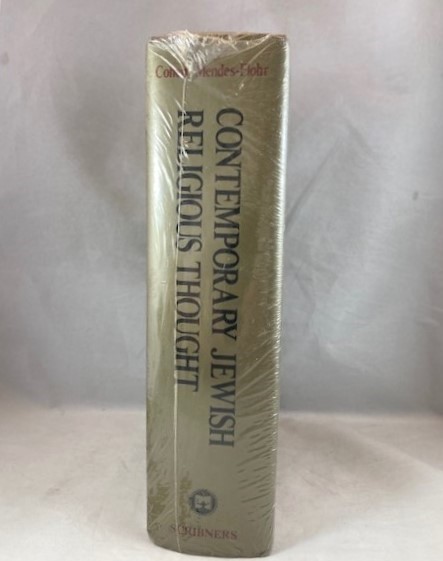 Cohen Mendes-Flohr
CONTEMPORARY JEWISH
RELIGIOUS THOUGHT
SCRIBNERS